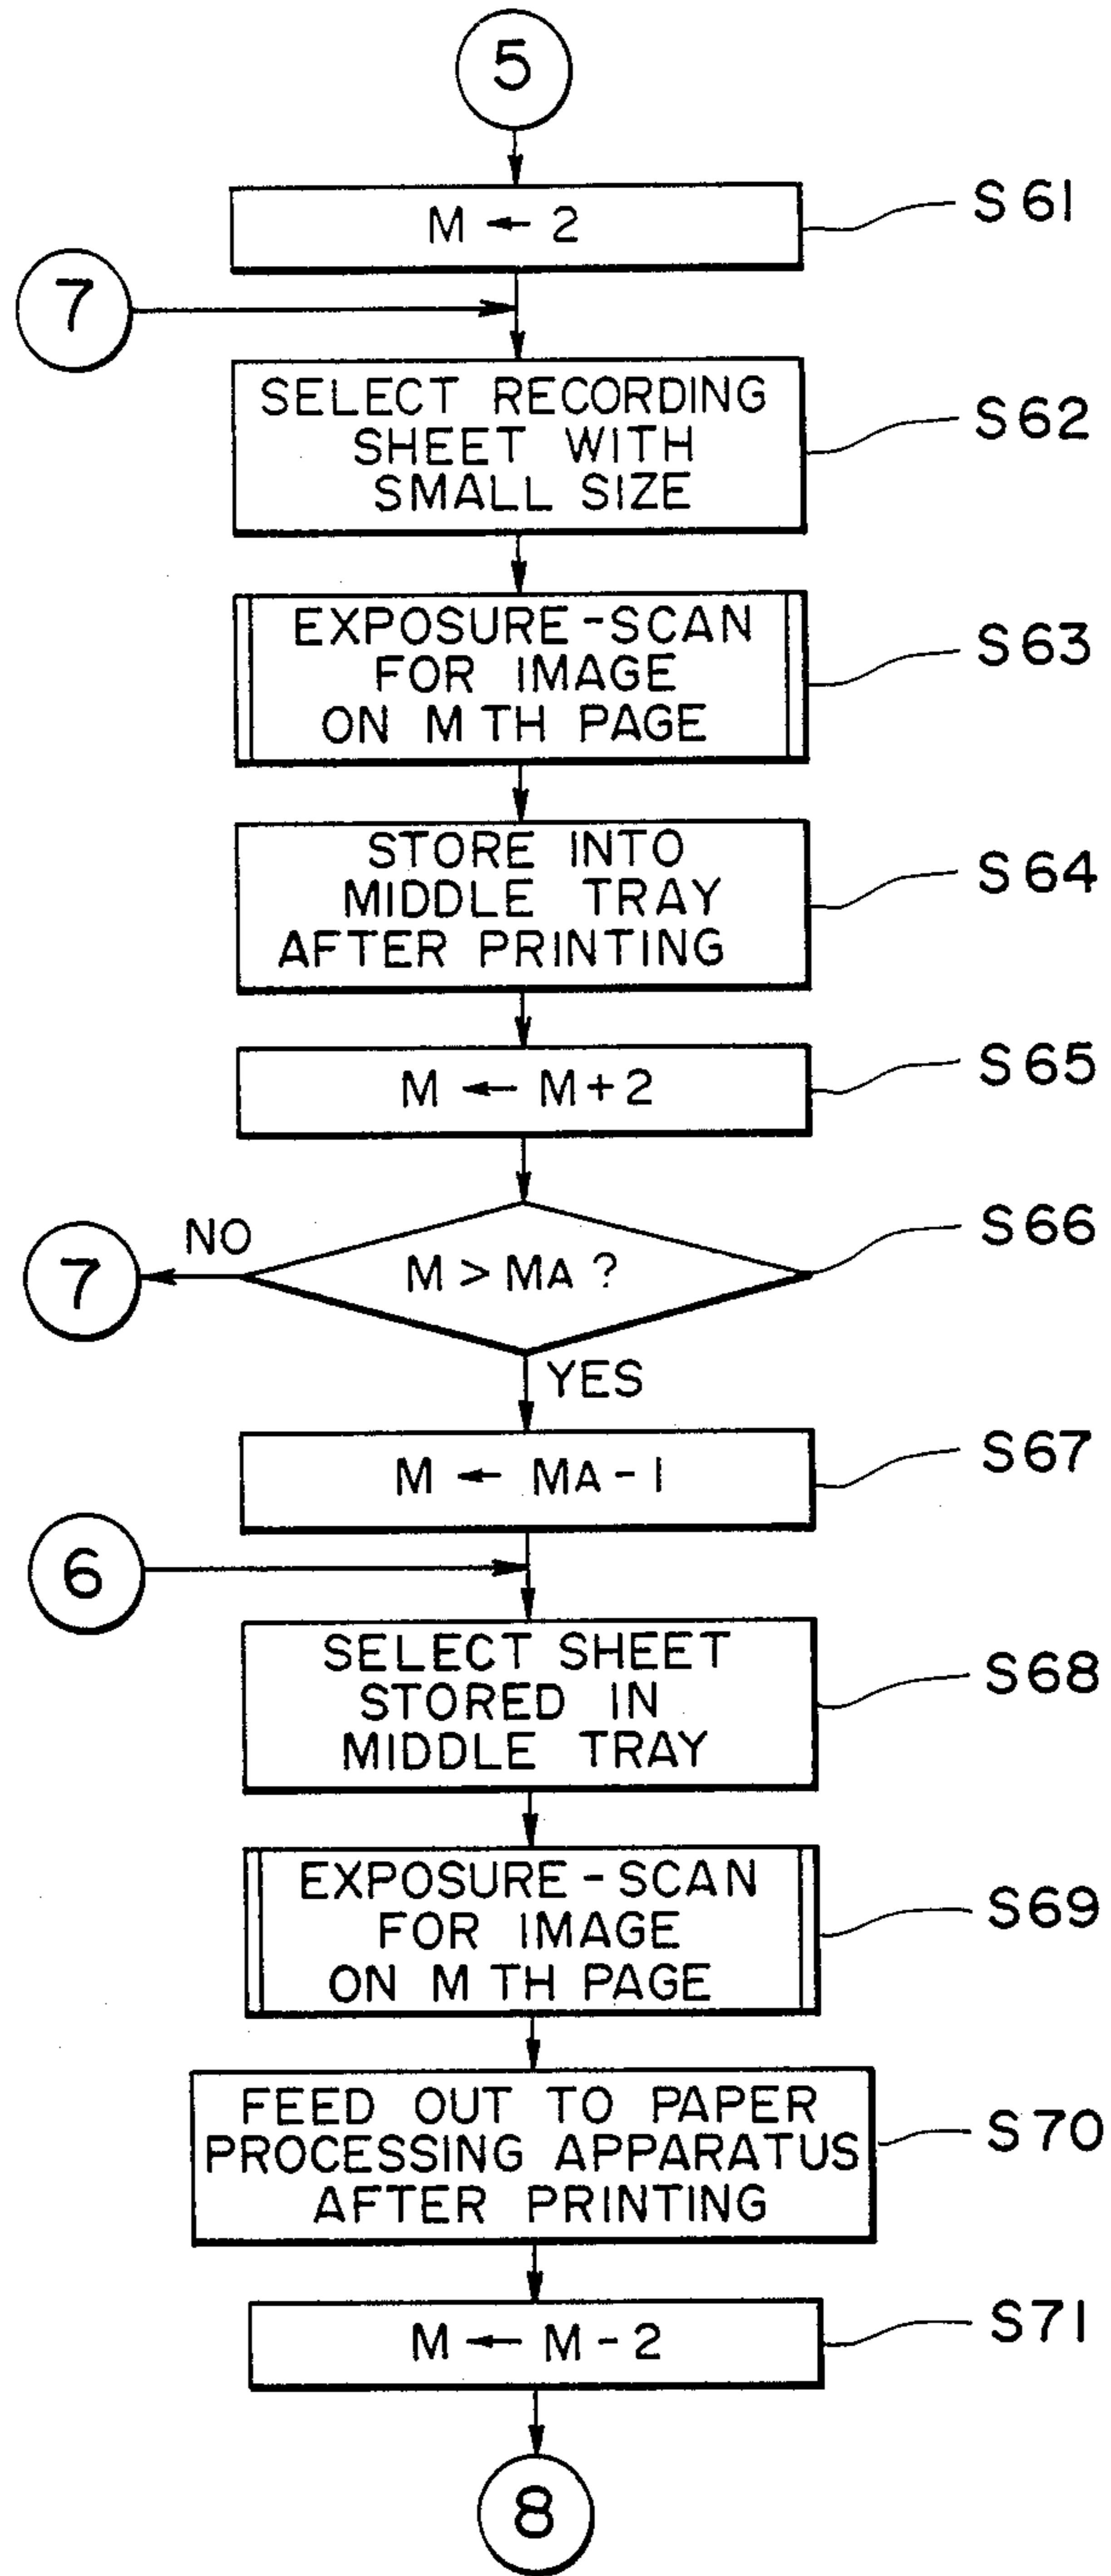 5
M ← 2
S61
7
SELECT RECORDING
SHEET WITH
SMALL SIZE
S62
EXPOSURE-SCAN
FOR IMAGE
ON M TH PAGE
S63
STORE INTO
MIDDLE TRAY
AFTER PRINTING
S64
M ← M+2
S65
NO
7
M > MA ?
S66
YES
M ← MA-1
S67
6
SELECT SHEET
STORED IN
MIDDLE TRAY
S68
EXPOSURE-SCAN
FOR IMAGE
ON M TH PAGE
S69
FEED OUT TO PAPER
PROCESSING APPARATUS
AFTER PRINTING
S70
M ← M-2
S71
8